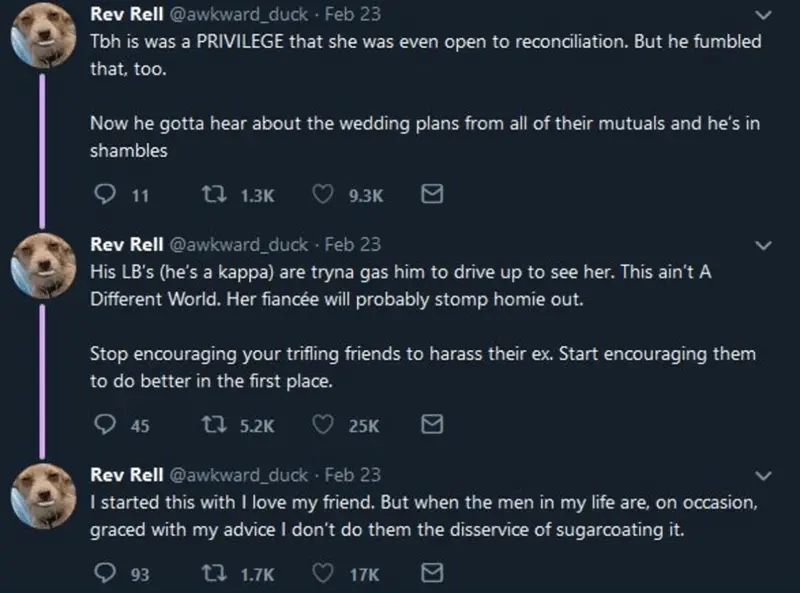 Rev Rell @awkward_duck · Feb 23
Tbh is was a PRIVILEGE that she was even open to reconciliation. But he fumbled
that, too.
Now he gotta hear about the wedding plans from all of their mutuals and he's in
shambles
11 1.3K 9.3K
Rev Rell @awkward_duck · Feb 23
His LB's (he's a kappa) are tryna gas him to drive up to see her. This ain't A
Different World. Her fiancée will probably stomp homie out.
Stop encouraging your trifling friends to harass their ex. Start encouraging them
to do better in the first place.
45 5.2K 25K
Rev Rell @awkward_duck · Feb 23
I started this with I love my friend. But when the men in my life are, on occasion,
graced with my advice I don't do them the disservice of sugarcoating it.
93 1.7K 17K